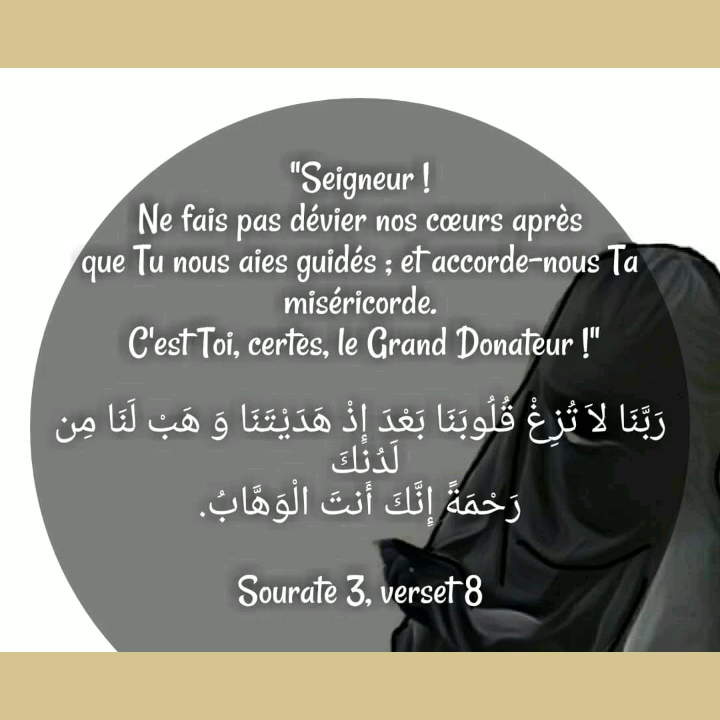 "Seigneur !
Ne fais pas dévier nos cœurs après
que Tu nous aies guidés ; et accorde-nous Ta
miséricorde.
C'est Toi, certes, le Grand Donateur !"
رَبَّنَا لاَ تُزِغْ قُلُوبَنَا بَعْدَ إِذْ هَدَيْتَنَا وَ هَبْ لَنَا مِن
لَدُنكَ
رَحْمَةً إِنَّكَ أَنتَ الْوَهَّابُ.
Sourate 3, verset 8